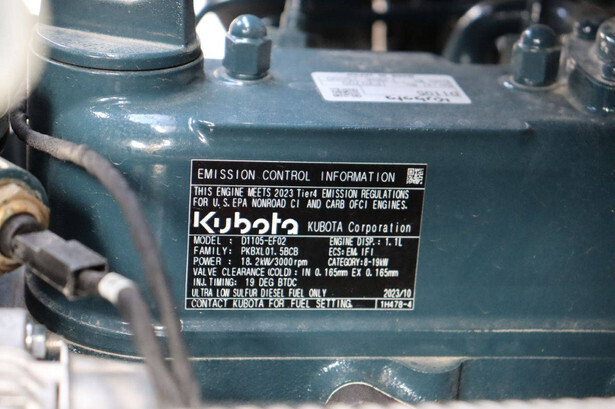 Kubota
D1105
EMISSION CONTROL INFORMATION
THIS ENGINE MEETS 2023 Tier4 EMISSION REGULATIONS
FOR U.S. EPA NONROAD CI AND CARB OFCI ENGINES.
Kubota KUBOTA Corporation
MODEL : D1105-EF02 ENGINE DISP.: 1.1L
FAMILY: PKBXL01.5BCB ECS: EM, IFI
POWER : 18.2kW/3000rpm CATEGORY: 8-19kW
VALVE CLEARANCE (COLD) : IN 0.165mm EX 0.165mm
INJ. TIMING: 19 DEG BTDC
ULTRA LOW SULFUR DIESEL FUEL ONLY 2023/10
CONTACT KUBOTA FOR FUEL SETTING. 1H478-4